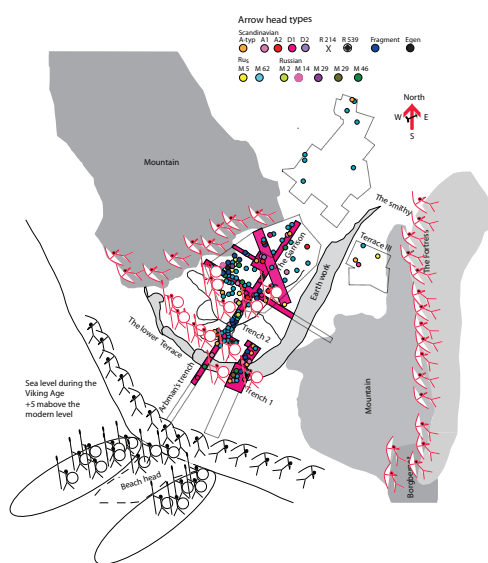 Arrow head types
Scandinavian
A-typ A1 A2 D1 D2 R 214 R 539 Fragment Egen
X
Rus Russian
M 5 M 62 M 2 M 14 M 29 M 29 M 46
North
W E
S
Mountain
The smithy
Terrace III
The Fortress
The Garrison
Earth work
Trench 2
The lower Terrace
Arbman's trench
Trench 1
Mountain
Sea level during the
Viking Age
+5 mabove the
modern level
Beach head